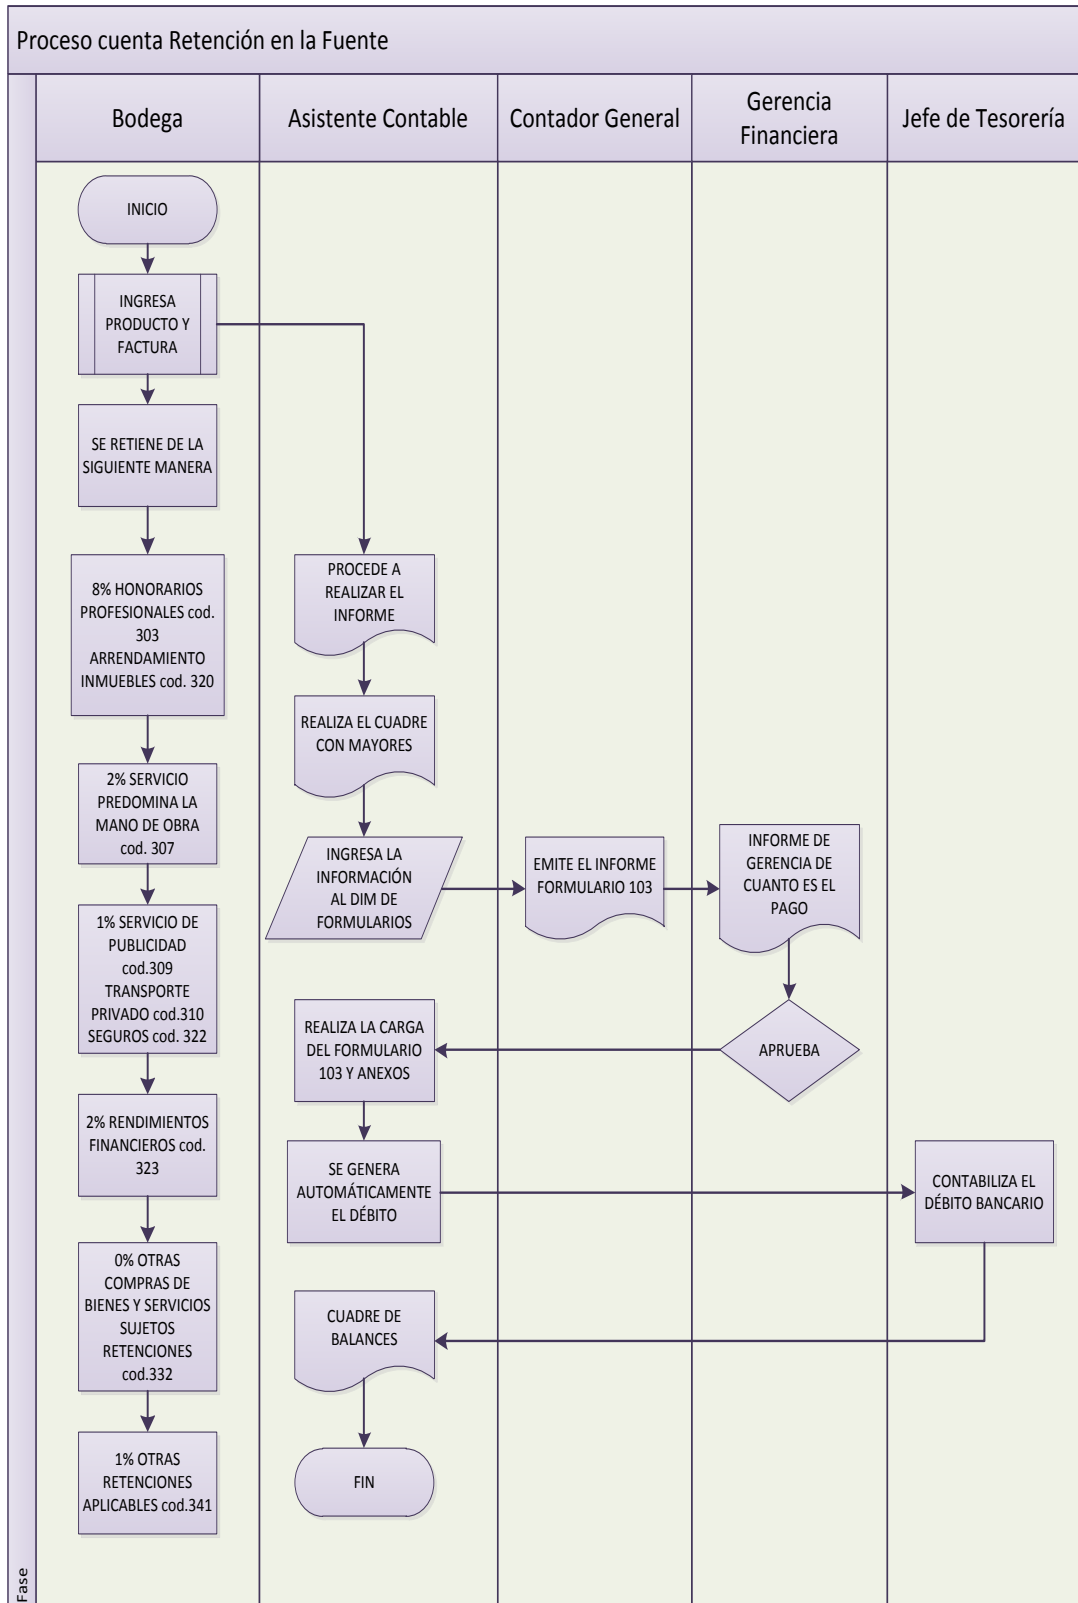 Proceso cuenta Retención en la Fuente
Bodega
Asistente Contable
Contador General
Gerencia
Financiera
Jefe de Tesorería
INICIO
INGRESA
PRODUCTO Y
FACTURA
SE RETIENE DE LA
SIGUIENTE MANERA
8% HONORARIOS
PROFESIONALES cod.
303
ARRENDAMIENTO
INMUEBLES cod. 320
2% SERVICIO
PREDOMINA LA
MANO DE OBRA
cod. 307
1% SERVICIO DE
PUBLICIDAD
cod.309
TRANSPORTE
PRIVADO cod.310
SEGUROS cod. 322
2% RENDIMIENTOS
FINANCIEROS cod.
323
0% OTRAS
COMPRAS DE
BIENES Y SERVICIOS
SUJETOS
RETENCIONES
cod.332
1% OTRAS
RETENCIONES
APLICABLES cod.341
PROCEDE A
REALIZAR EL
INFORME
REALIZA EL CUADRE
CON MAYORES
INGRESA LA
INFORMACIÓN
AL DIM DE
FORMULARIOS
EMITE EL INFORME
FORMULARIO 103
INFORME DE
GERENCIA DE
CUANTO ES EL
PAGO
APRUEBA
REALIZA LA CARGA
DEL FORMULARIO
103 Y ANEXOS
SE GENERA
AUTOMÁTICAMENTE
EL DÉBITO
CONTABILIZA EL
DÉBITO BANCARIO
CUADRE DE
BALANCES
FIN
Fase